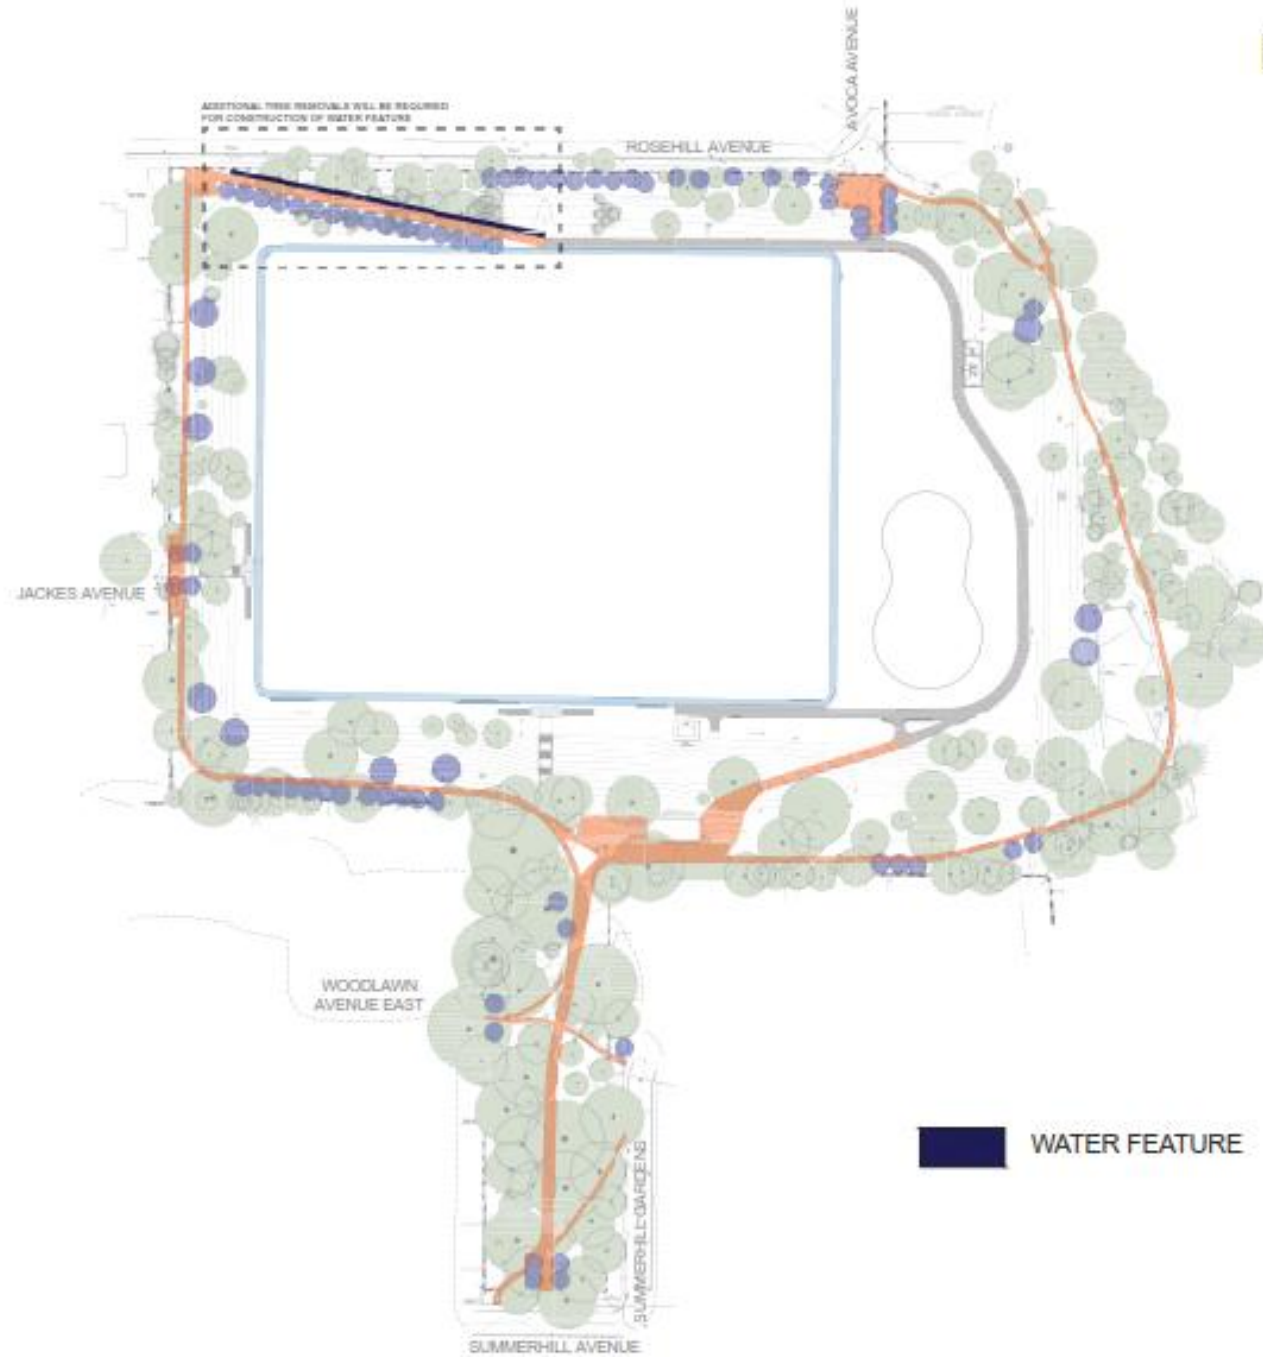 AVOCA AVENUE
ADDITIONAL TREE REMOVALS WILL BE REQUIRED
FOR CONSTRUCTION OF WATER FEATURE
ROSEHILL AVENUE
JACKES AVENUE
WOODLAWN
AVENUE EAST
WATER FEATURE
SUMMERHILL GARDENS
SUMMERHILL AVENUE